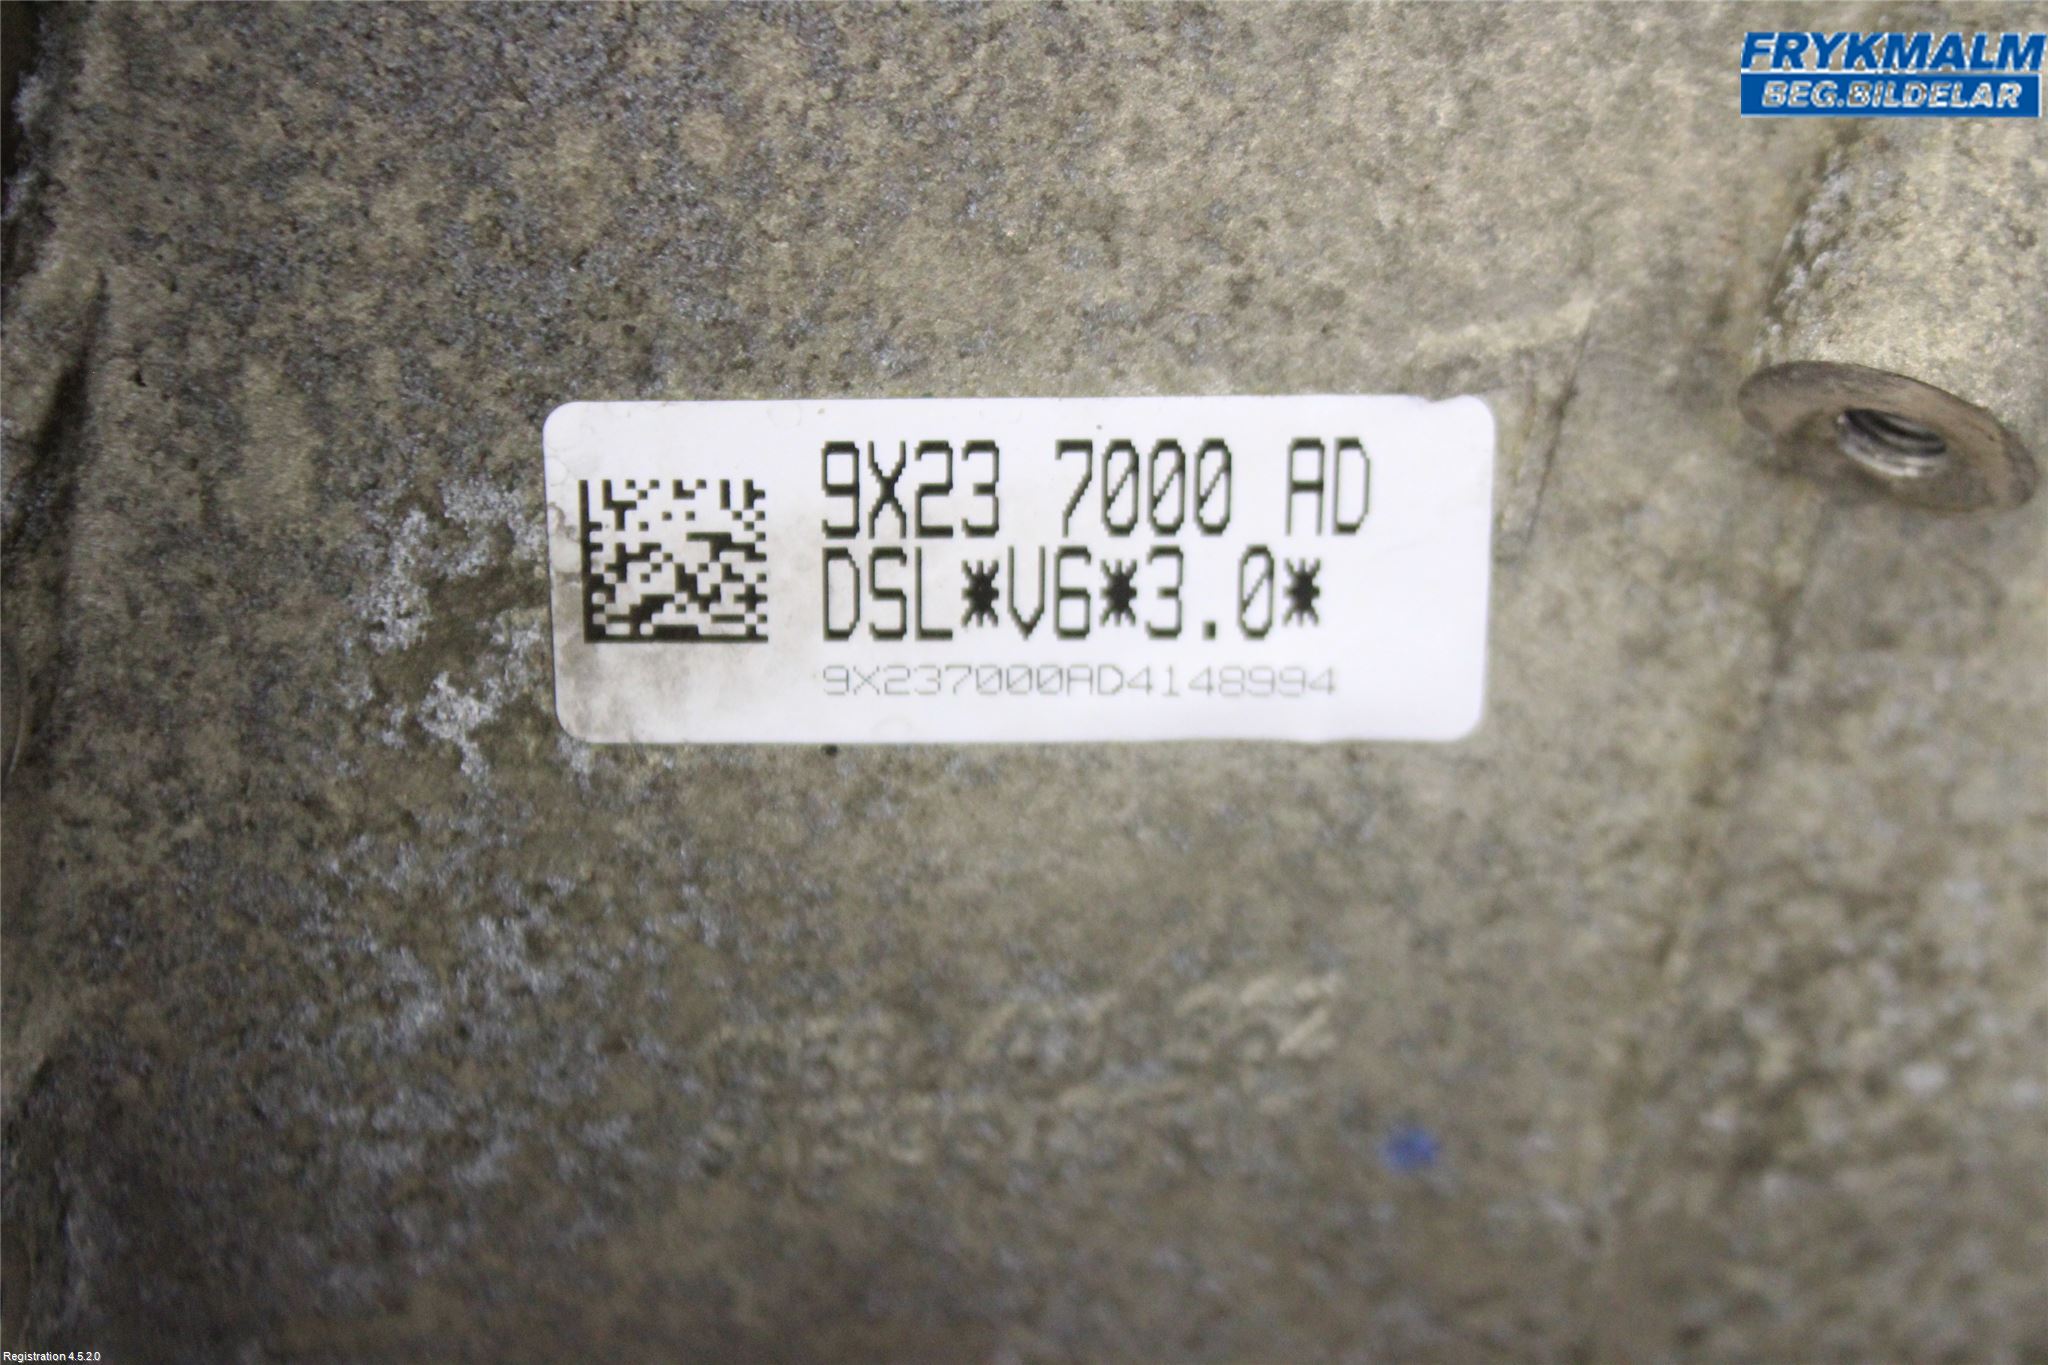 FRYKMALM
BEG.BILDELAR
9X23 7000 AD
DSL*V6*3.0*
9X237000AD4148994
Registration 4.5.2.0